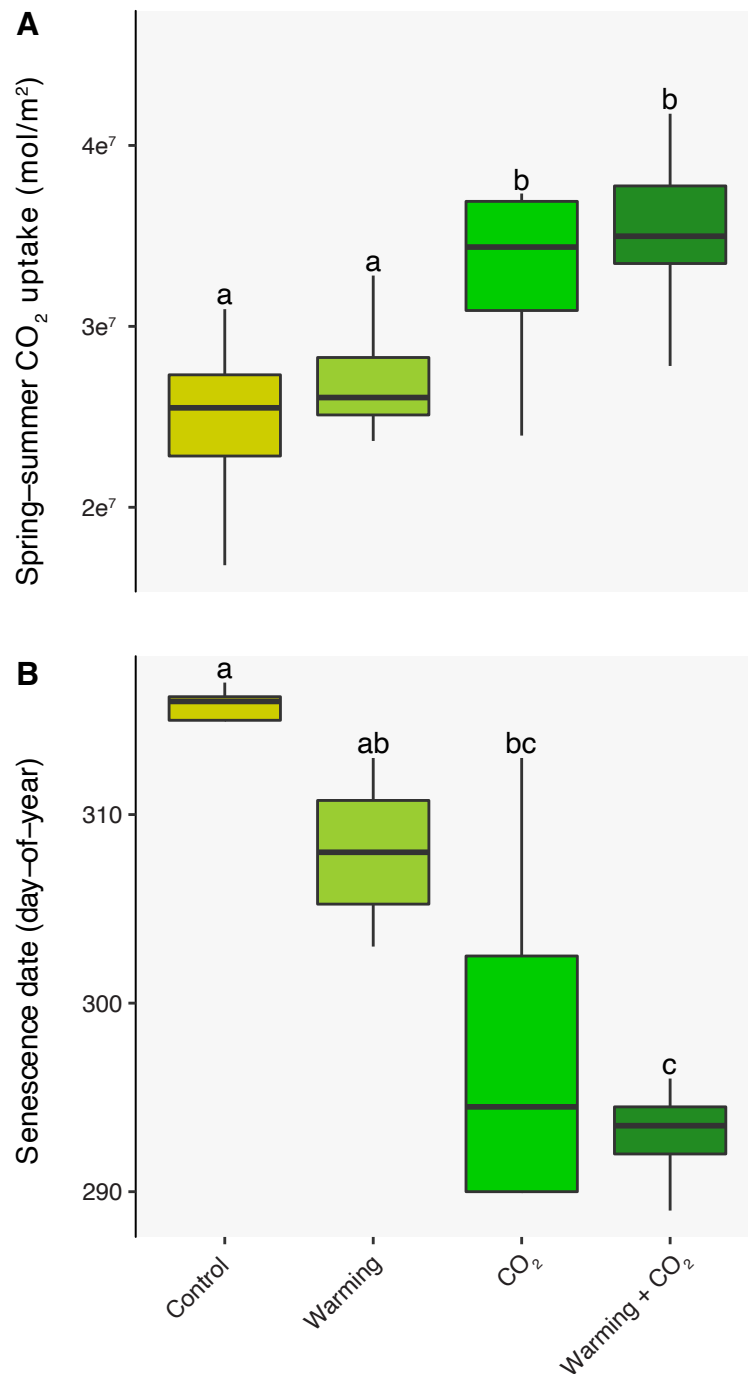 A
Spring–summer CO₂ uptake (mol/m²)
4e⁷
3e⁷
2e⁷
a
a
b
b
B
Senescence date (day–of–year)
310
300
290
a
ab
bc
c
Control
Warming
CO₂
Warming + CO₂